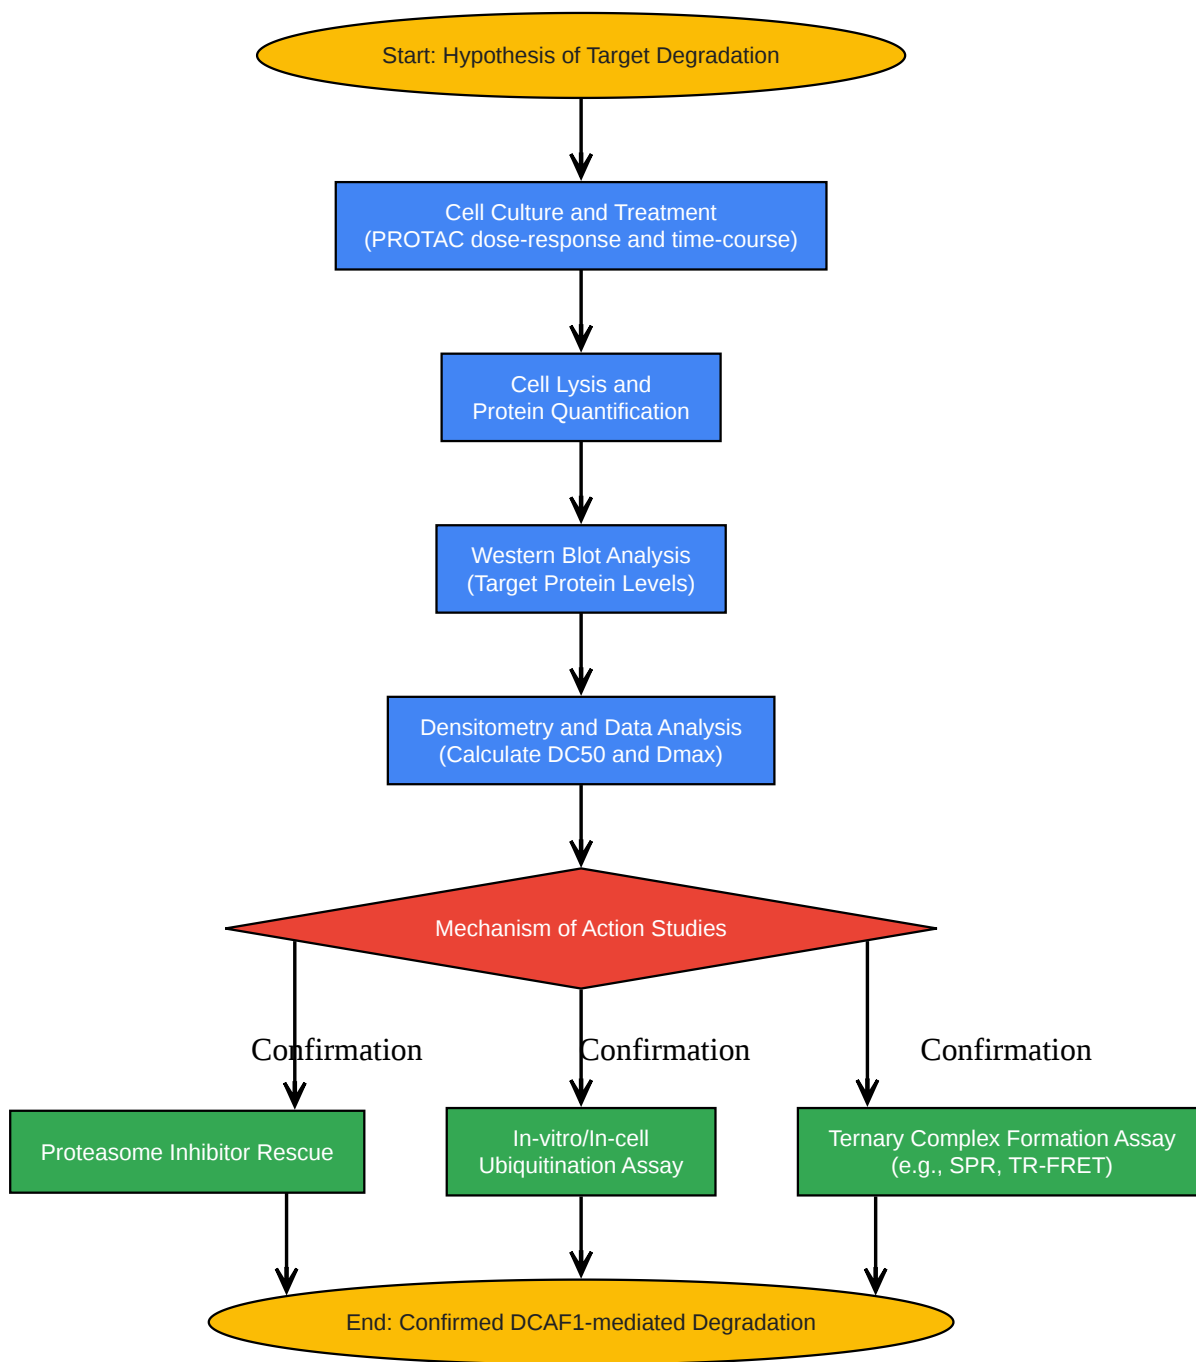 Start: Hypothesis of Target Degradation
Cell Culture and Treatment
(PROTAC dose-response and time-course)
Cell Lysis and
Protein Quantification
Western Blot Analysis
(Target Protein Levels)
Densitometry and Data Analysis
(Calculate DC50 and Dmax)
Mechanism of Action Studies
Confirmation
Confirmation
Confirmation
Proteasome Inhibitor Rescue
In-vitro/In-cell
Ubiquitination Assay
Ternary Complex Formation Assay
(e.g., SPR, TR-FRET)
End: Confirmed DCAF1-mediated Degradation